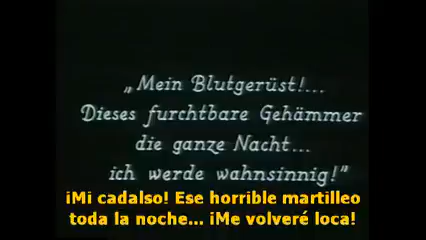 „Mein Blutgerüst!...
Dieses furchtbare Gehämmer
die ganze Nacht...
ich werde wahnsinnig!"
¡Mi cadalso! Ese horrible martilleo
toda la noche... ¡Me volveré loca!